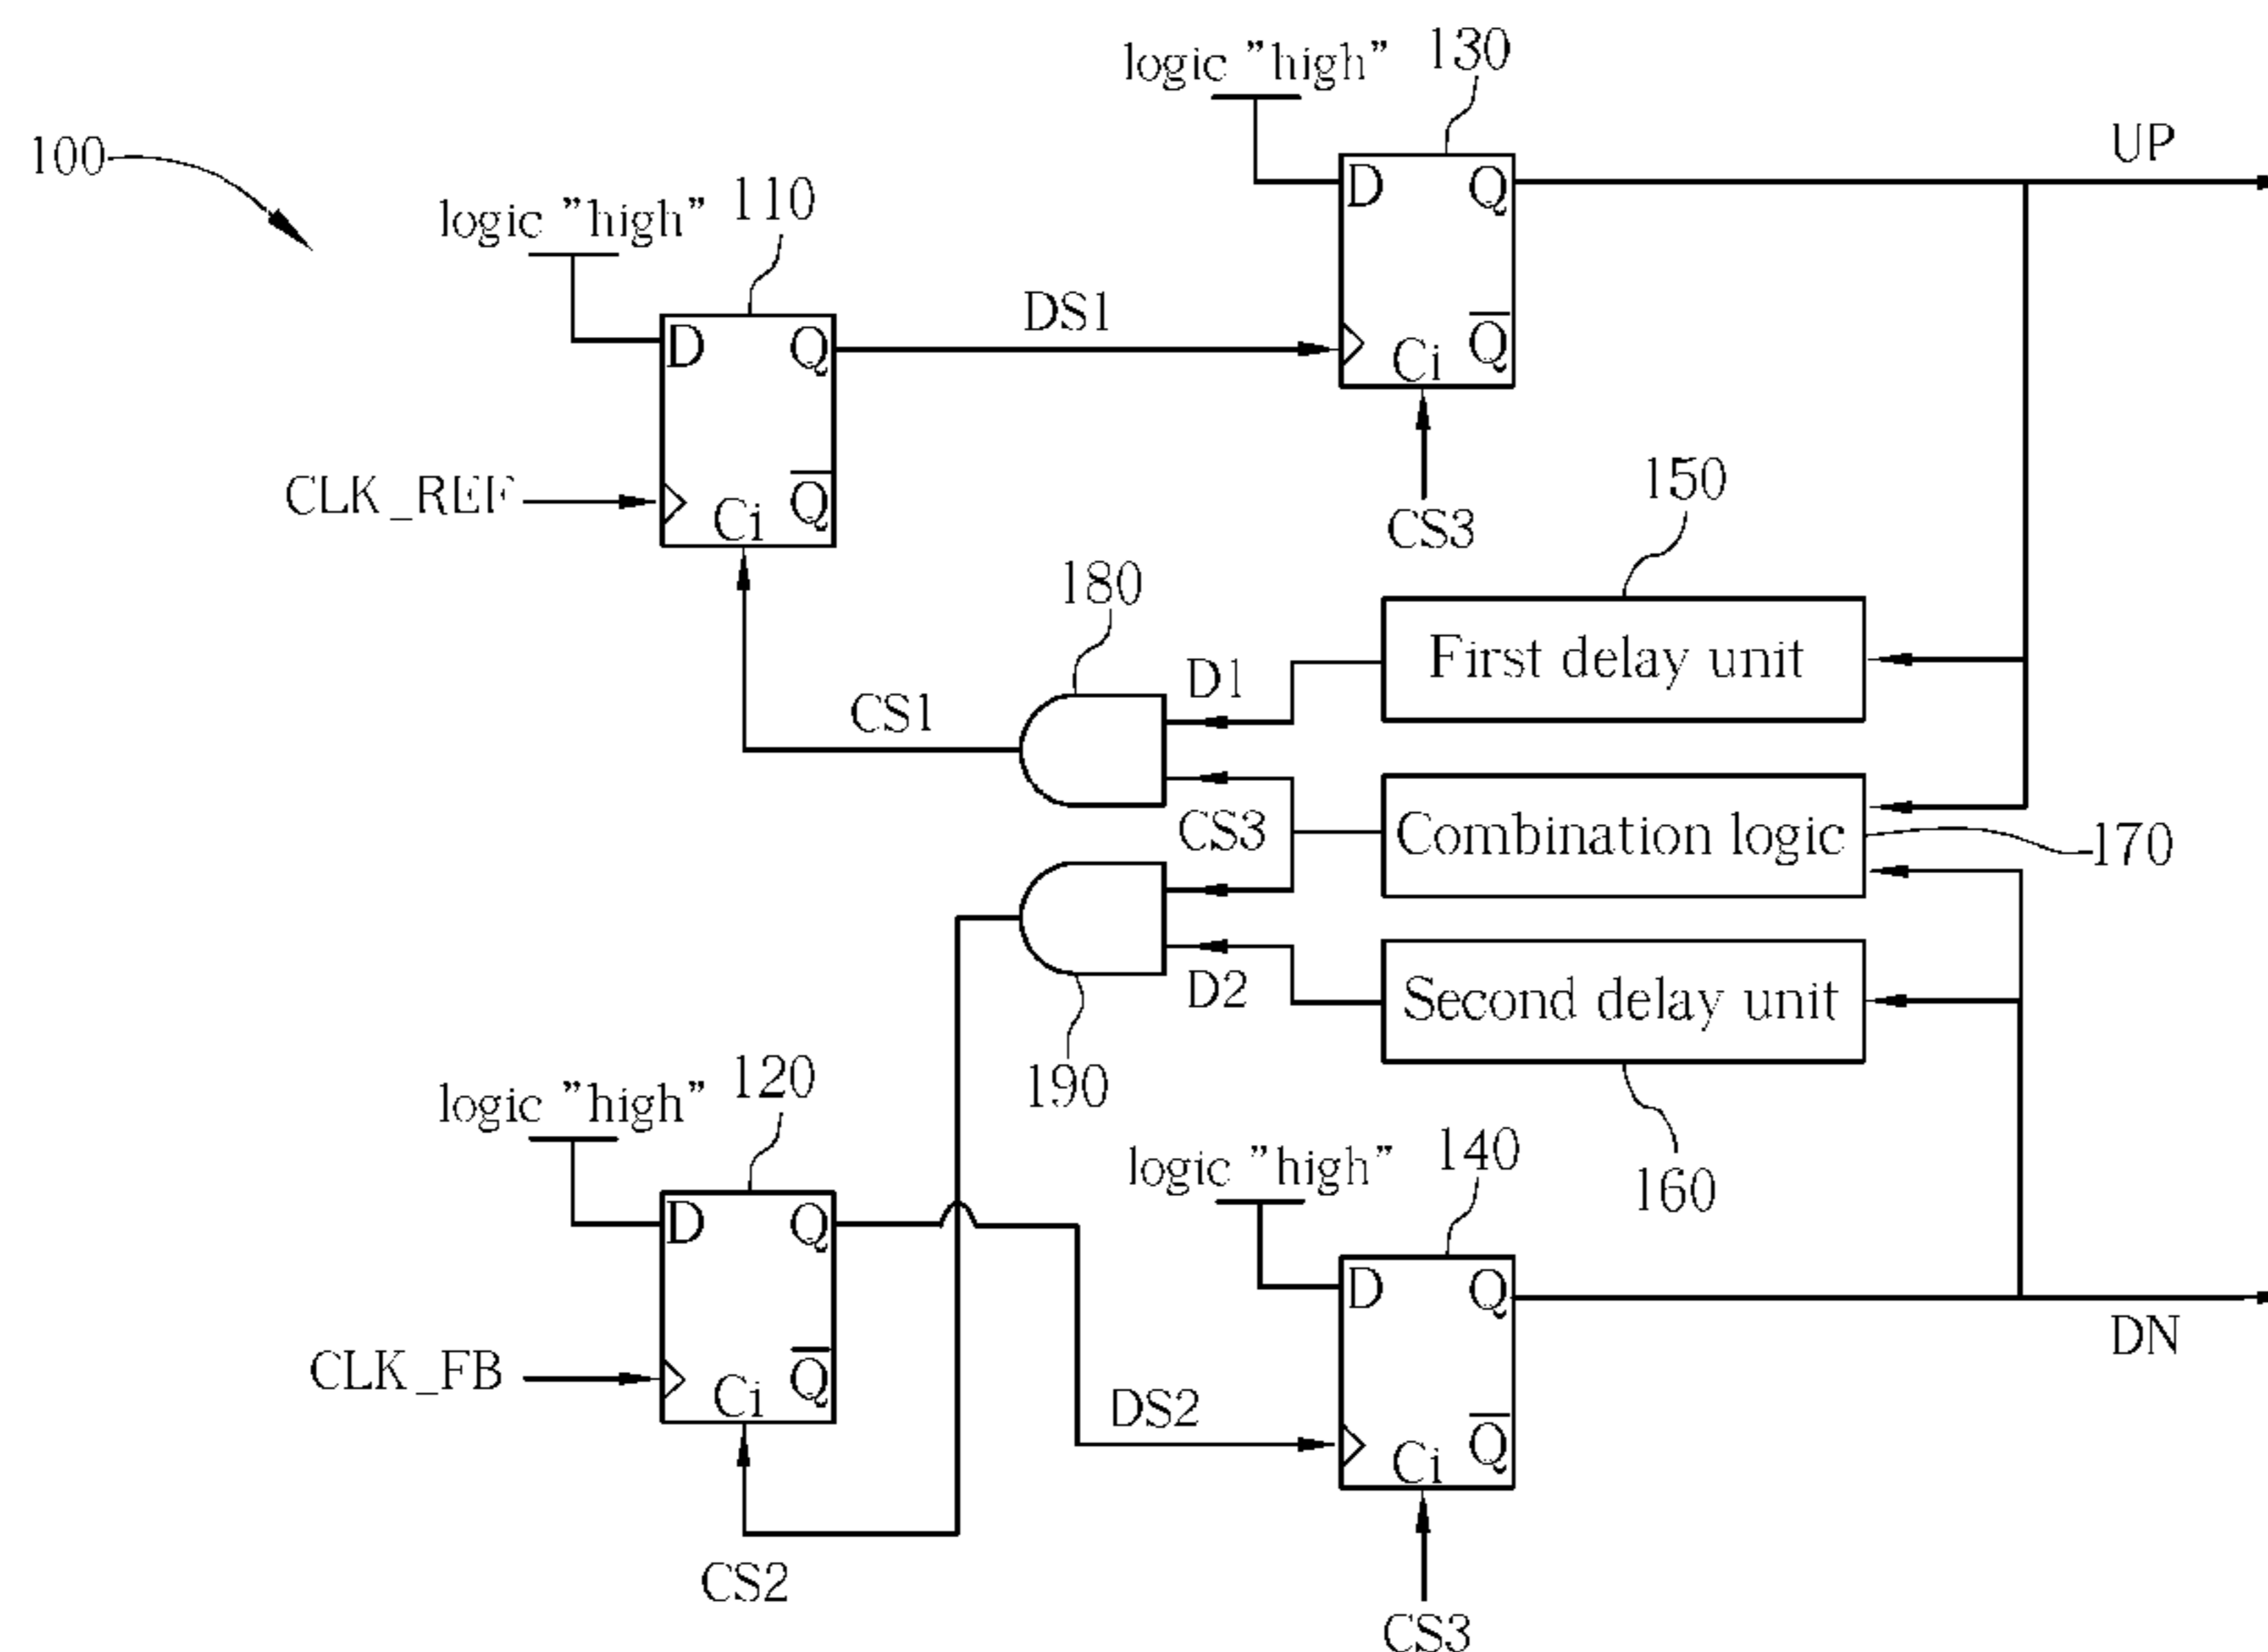 100
logic "high"
130
UP
D Q
Ci Q
CS3
logic "high"
110
D Q
DS1
CLK_REF
Ci Q
180
CS1
D1
150
First delay unit
CS3
Combination logic
170
190
D2
Second delay unit
160
logic "high"
120
D Q
CLK_FB
Ci Q
CS2
DS2
logic "high"
140
D Q
DN
Ci Q
CS3